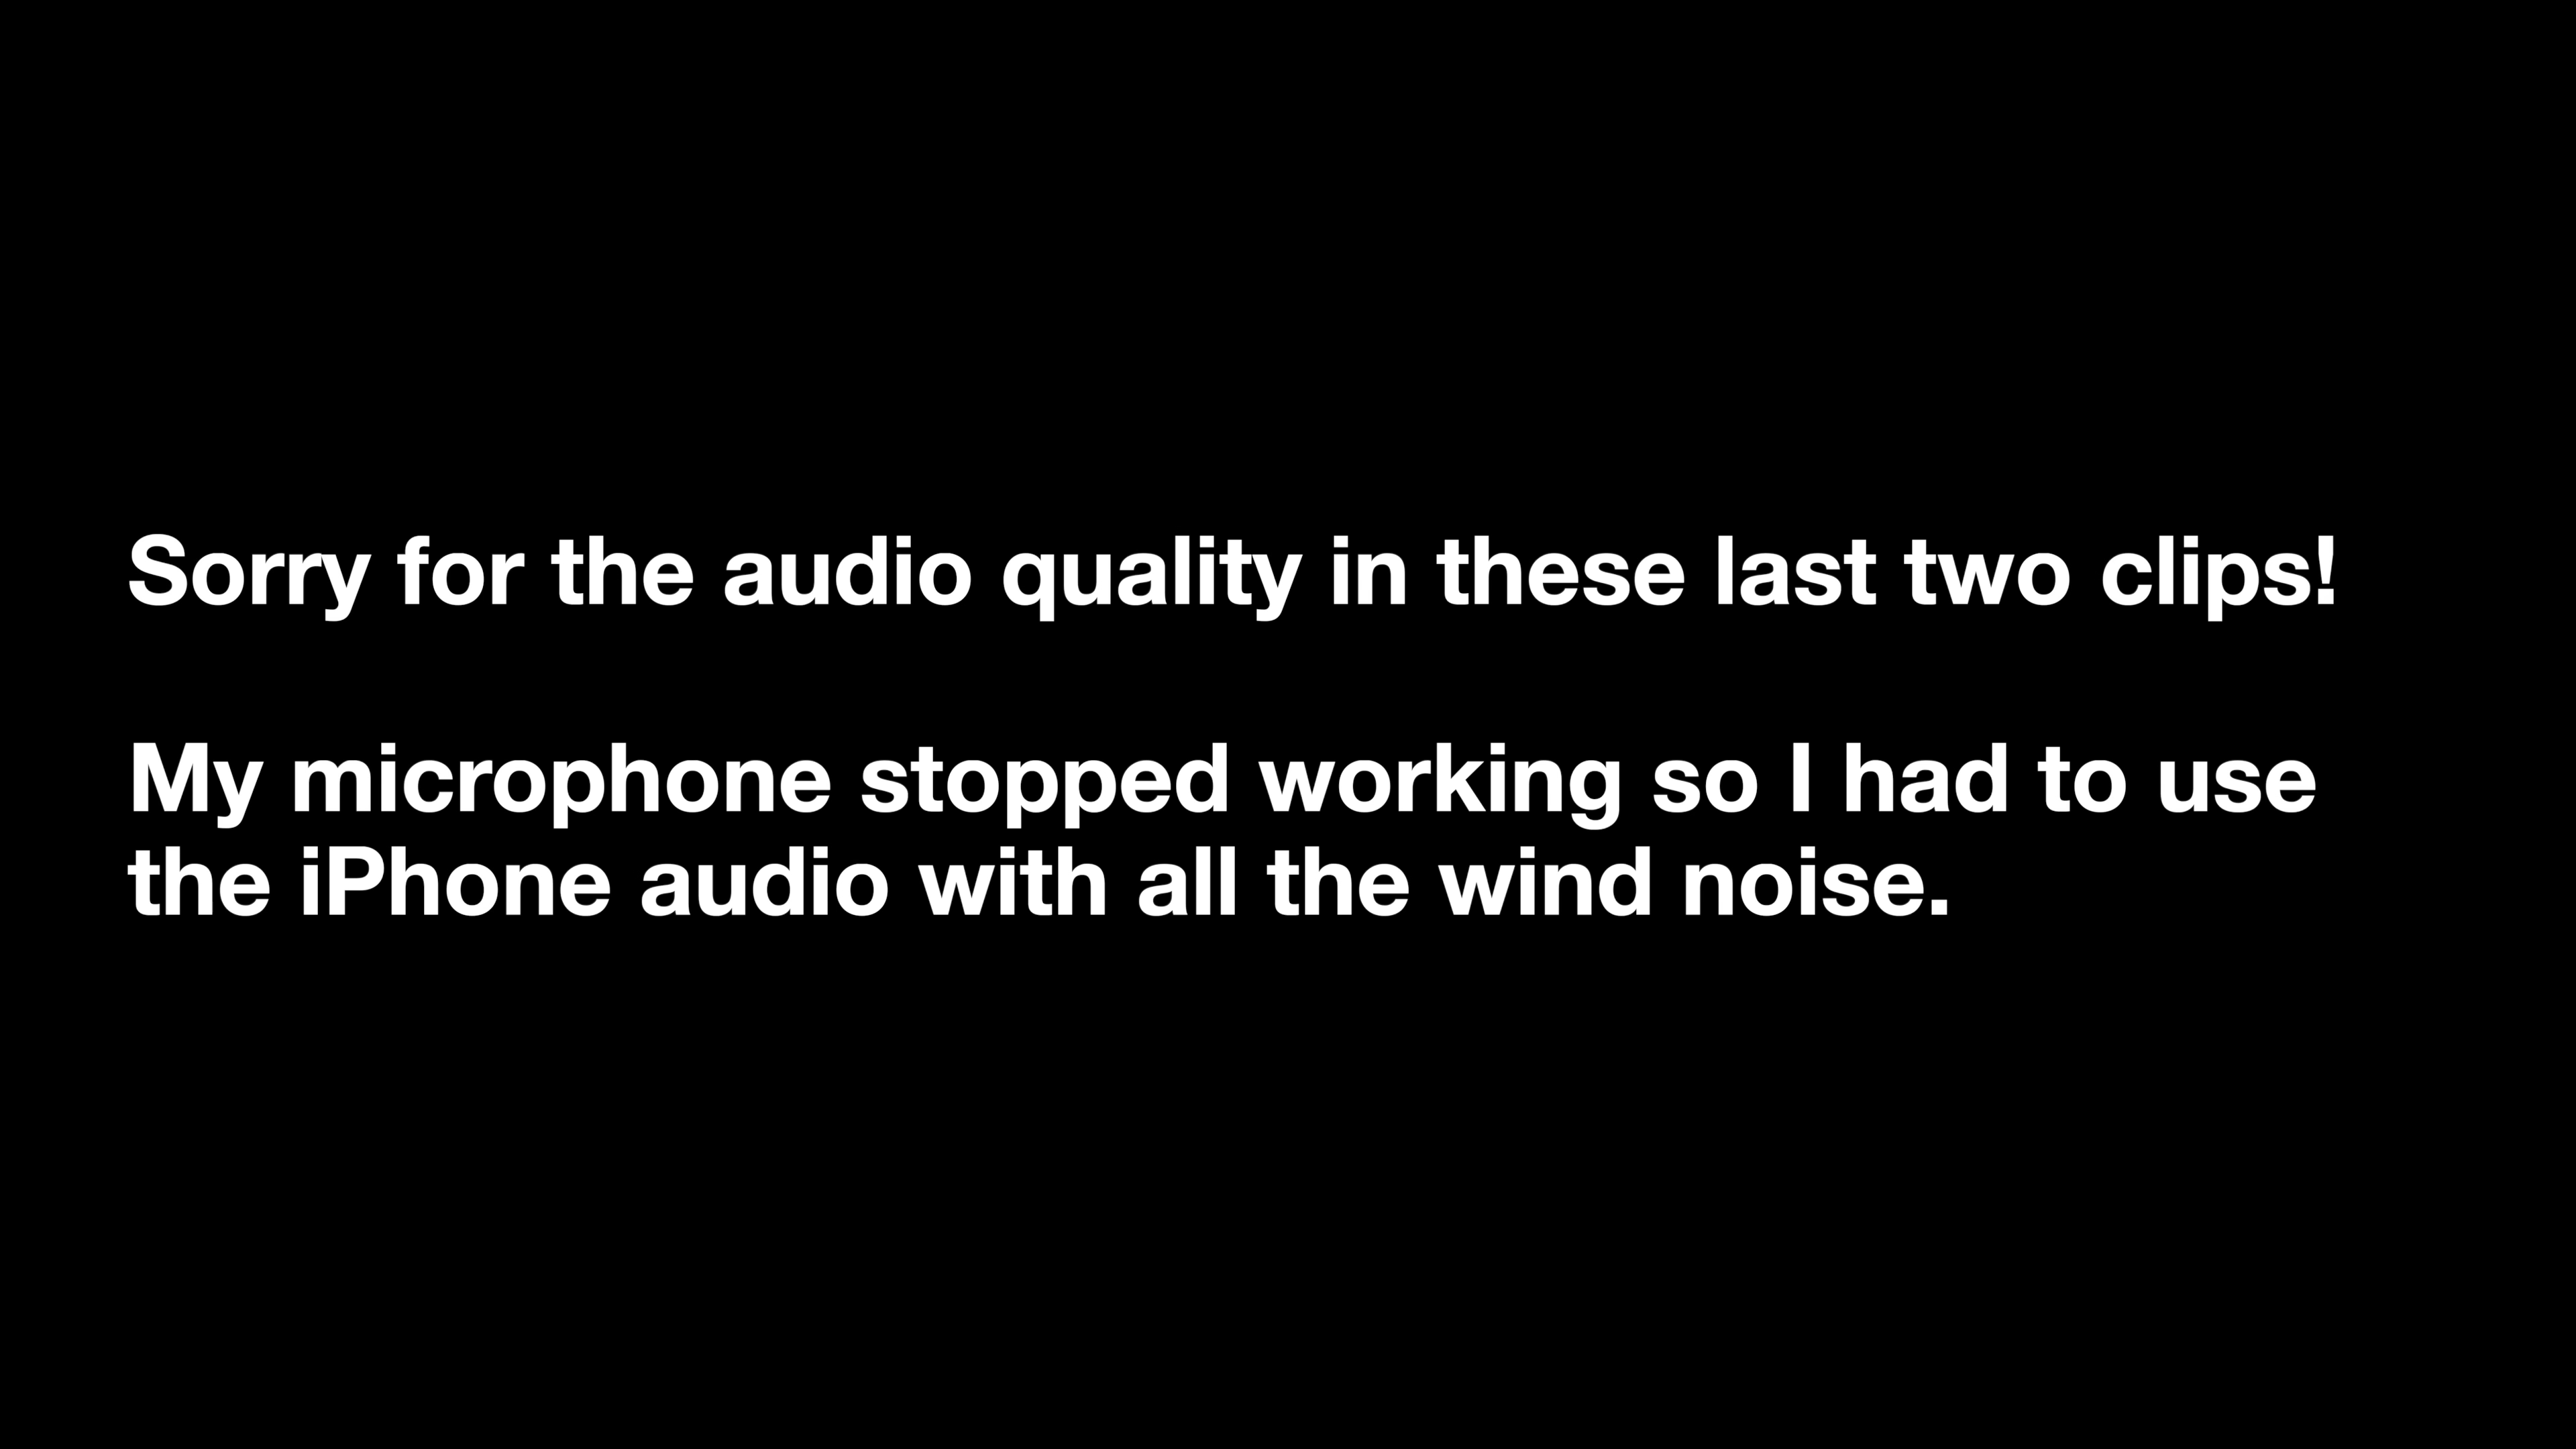 Sorry for the audio quality in these last two clips!
My microphone stopped working so I had to use
the iPhone audio with all the wind noise.